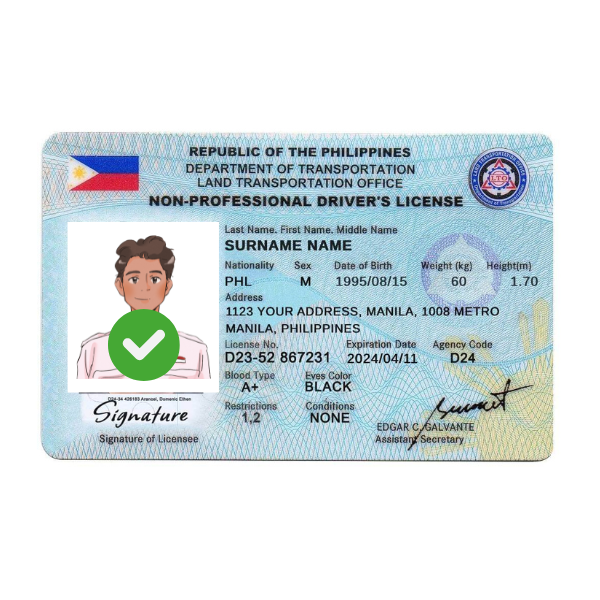 REPUBLIC OF THE PHILIPPINES
DEPARTMENT OF TRANSPORTATION
LAND TRANSPORTATION OFFICE
NON-PROFESSIONAL DRIVER'S LICENSE
LTO
Last Name. First Name. Middle Name
SURNAME NAME
Nationality Sex Date of Birth Weight (kg) Height(m)
PHL M 1995/08/15 60 1.70
Address
1123 YOUR ADDRESS, MANILA, 1008 METRO
MANILA, PHILIPPINES
License No. Expiration Date Agency Code
D23-52 867231 2024/04/11 D24
Blood Type Eyes Color
A+ BLACK
Restrictions Conditions
1,2 NONE
Signature
Signature of Licensee
EDGAR C. GALVANTE
Assistant Secretary